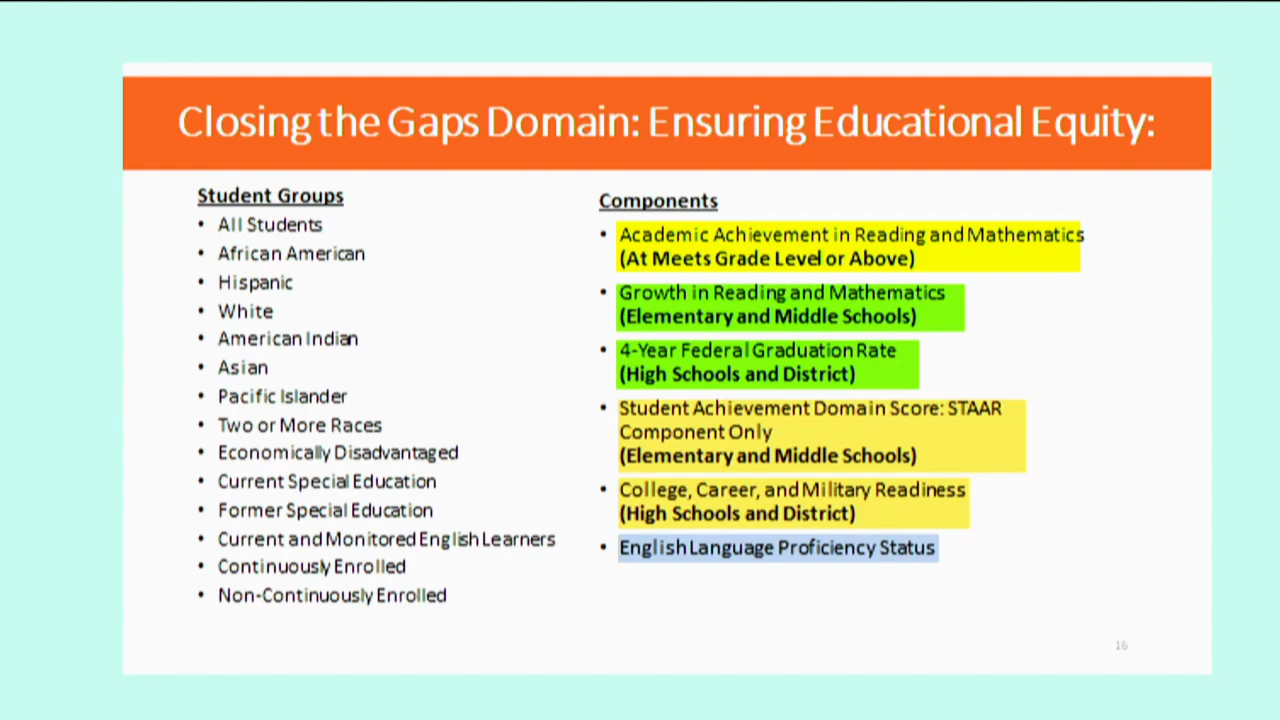 Closing the Gaps Domain: Ensuring Educational Equity:
Student Groups
• All Students
• African American
• Hispanic
• White
• American Indian
• Asian
• Pacific Islander
• Two or More Races
• Economically Disadvantaged
• Current Special Education
• Former Special Education
• Current and Monitored English Learners
• Continuously Enrolled
• Non-Continuously Enrolled
Components
• Academic Achievement in Reading and Mathematics
(At Meets Grade Level or Above)
• Growth in Reading and Mathematics
(Elementary and Middle Schools)
• 4-Year Federal Graduation Rate
(High Schools and District)
• Student Achievement Domain Score: STAAR
Component Only
(Elementary and Middle Schools)
• College, Career, and Military Readiness
(High Schools and District)
• English Language Proficiency Status
16